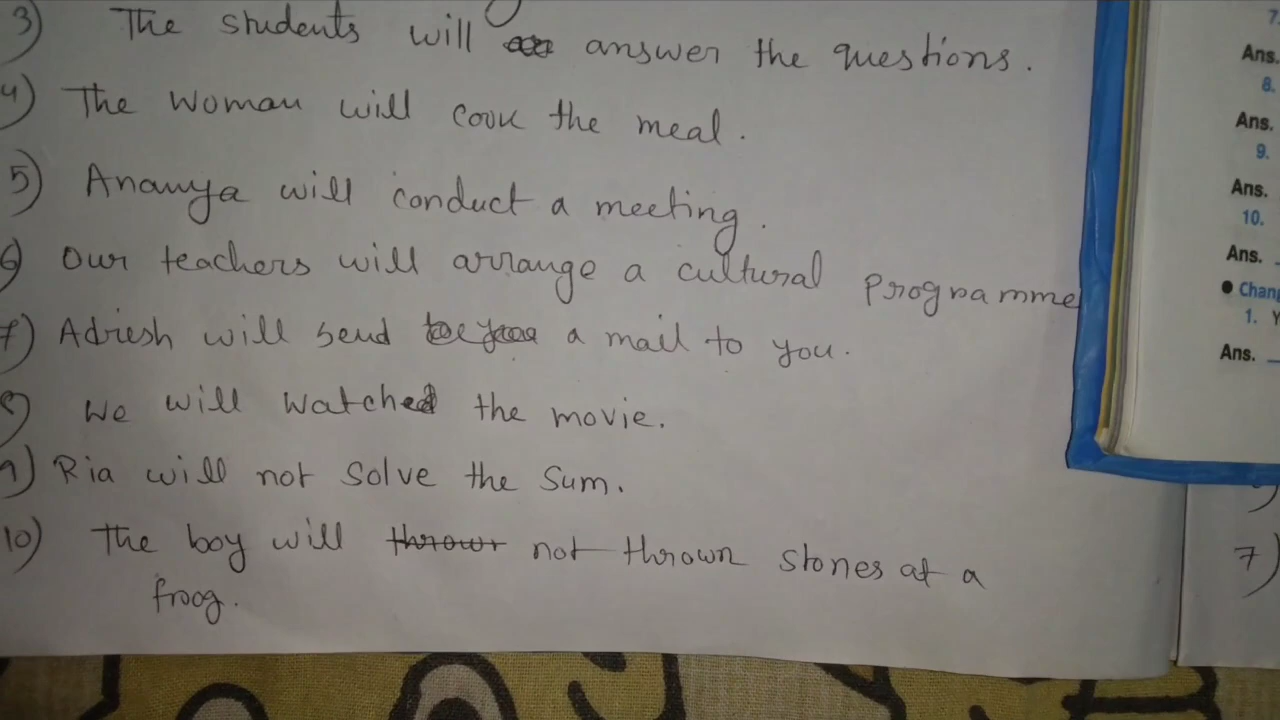 3) The students will answer the questions.
4) The woman will cook the meal.
5) Ananya will conduct a meeting.
6) Our teachers will arrange a cultural programme
7) Adresh will send a mail to you.
8) We will watched the movie.
9) Ria will not solve the sum.
10) The boy will not thrown stones at a
froog.
7
Ans.
8.
Ans.
9.
Ans.
10.
Ans.
● Chang
1. Y
Ans.
7)